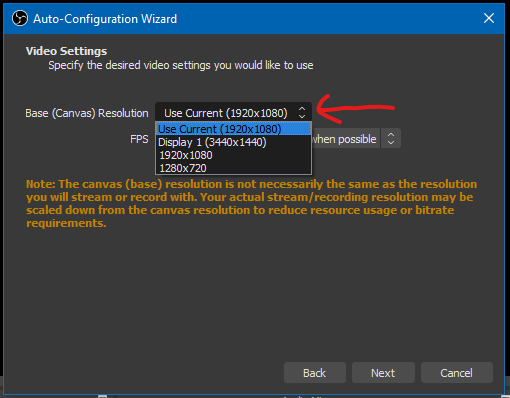 Auto-Configuration Wizard
Video Settings
Specify the desired video settings you would like to use
Base (Canvas) Resolution Use Current (1920x1080)
Use Current (1920x1080)
Display 1 (3440x1440)
1920x1080
1280x720
FPS when possible
Note: The canvas (base) resolution is not necessarily the same as the resolution
you will stream or record with. Your actual stream/recording resolution may be
scaled down from the canvas resolution to reduce resource usage or bitrate
requirements.
Back Next Cancel